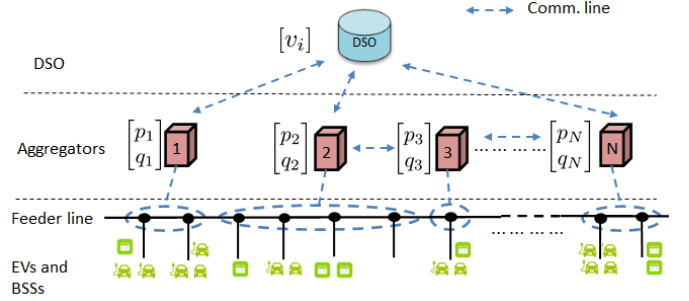 Comm. line
[v_i]
DSO
DSO
Aggregators
[p_1 q_1]
1
[p_2 q_2]
2
[p_3 q_3]
3
... ... ...
[p_N q_N]
N
Feeder line
... ... ... ...
EVs and
BSSs